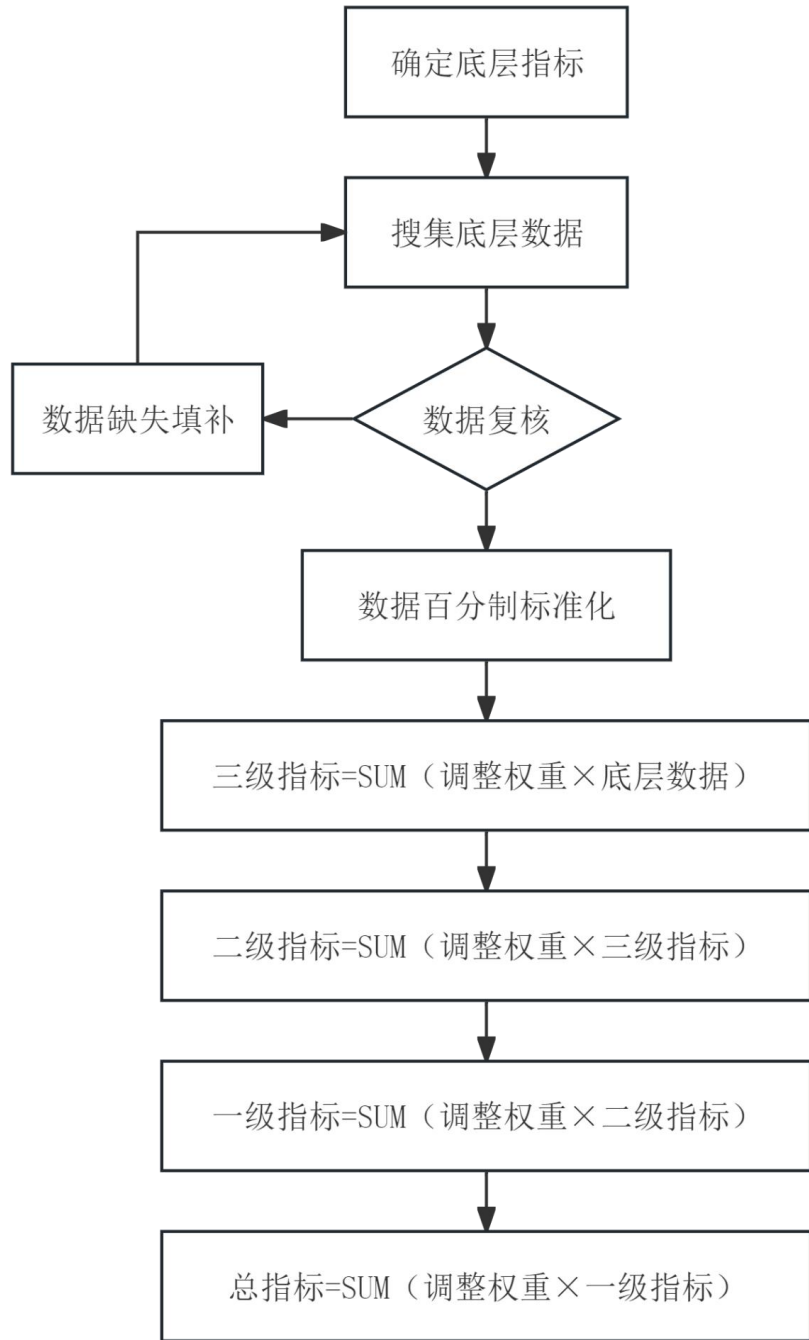 确定底层指标
搜集底层数据
数据缺失填补
数据复核
数据百分制标准化
三级指标=SUM（调整权重×底层数据）
二级指标=SUM（调整权重×三级指标）
一级指标=SUM（调整权重×二级指标）
总指标=SUM（调整权重×一级指标）